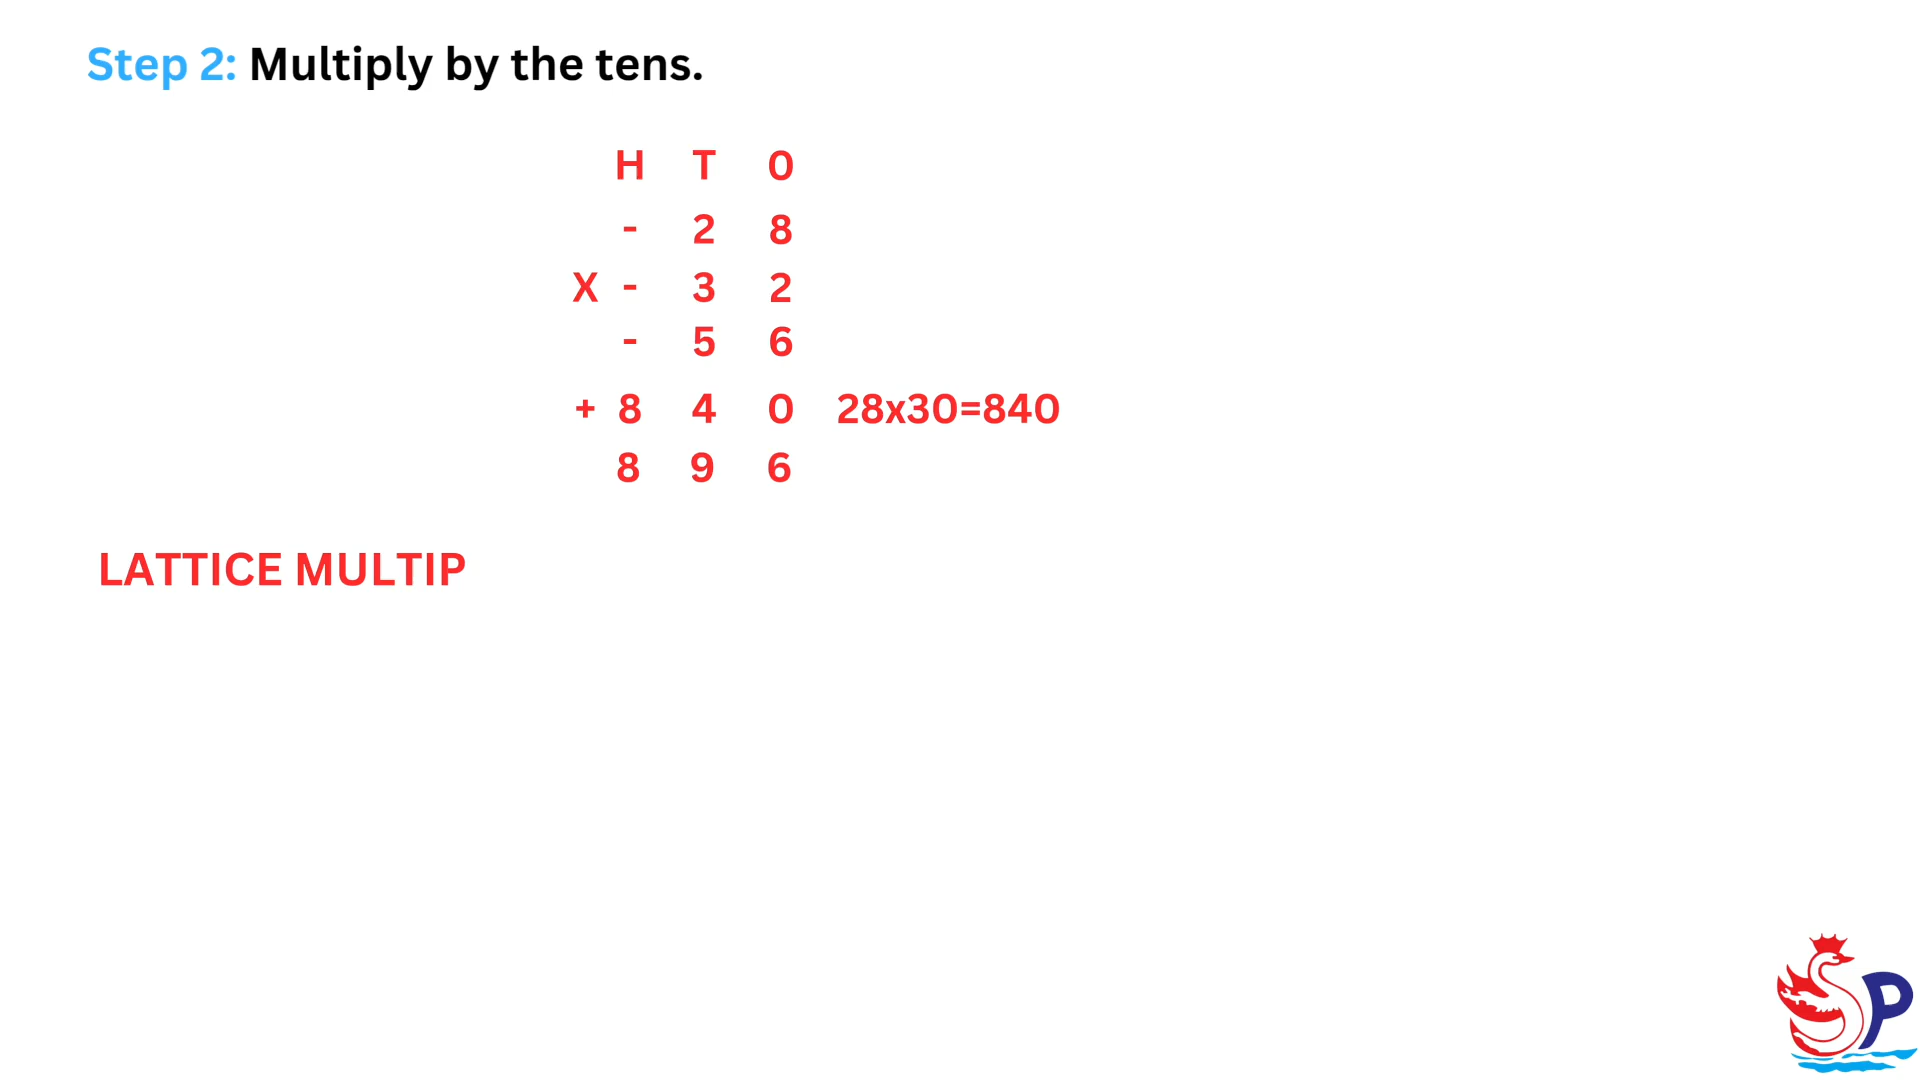 Step 2: Multiply by the tens.
H T O
- 2 8
X - 3 2
- 5 6
+ 8 4 0 28x30=840
8 9 6
LATTICE MULTIP
P